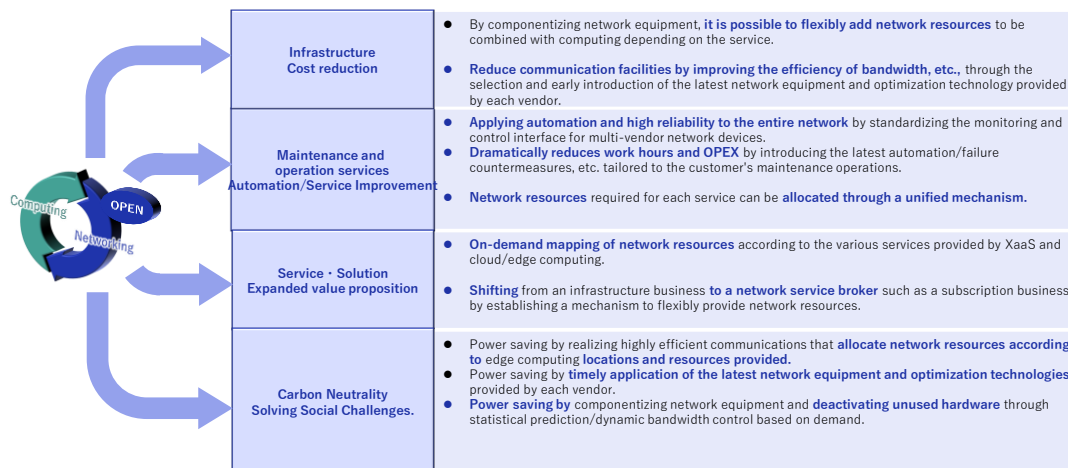 Computing
OPEN
Networking
Infrastructure
Cost reduction
● By componentizing network equipment, it is possible to flexibly add network resources to be
combined with computing depending on the service.
● Reduce communication facilities by improving the efficiency of bandwidth, etc., through the
selection and early introduction of the latest network equipment and optimization technology provided
by each vendor.
Maintenance and
operation services
Automation/Service Improvement
● Applying automation and high reliability to the entire network by standardizing the monitoring and
control interface for multi-vendor network devices.
● Dramatically reduces work hours and OPEX by introducing the latest automation/failure
countermeasures, etc. tailored to the customer's maintenance operations.
● Network resources required for each service can be allocated through a unified mechanism.
Service・Solution
Expanded value proposition
● On-demand mapping of network resources according to the various services provided by XaaS and
cloud/edge computing.
● Shifting from an infrastructure business to a network service broker such as a subscription business
by establishing a mechanism to flexibly provide network resources.
Carbon Neutrality
Solving Social Challenges.
● Power saving by realizing highly efficient communications that allocate network resources according
to edge computing locations and resources provided.
● Power saving by timely application of the latest network equipment and optimization technologies
provided by each vendor.
● Power saving by componentizing network equipment and deactivating unused hardware through
statistical prediction/dynamic bandwidth control based on demand.